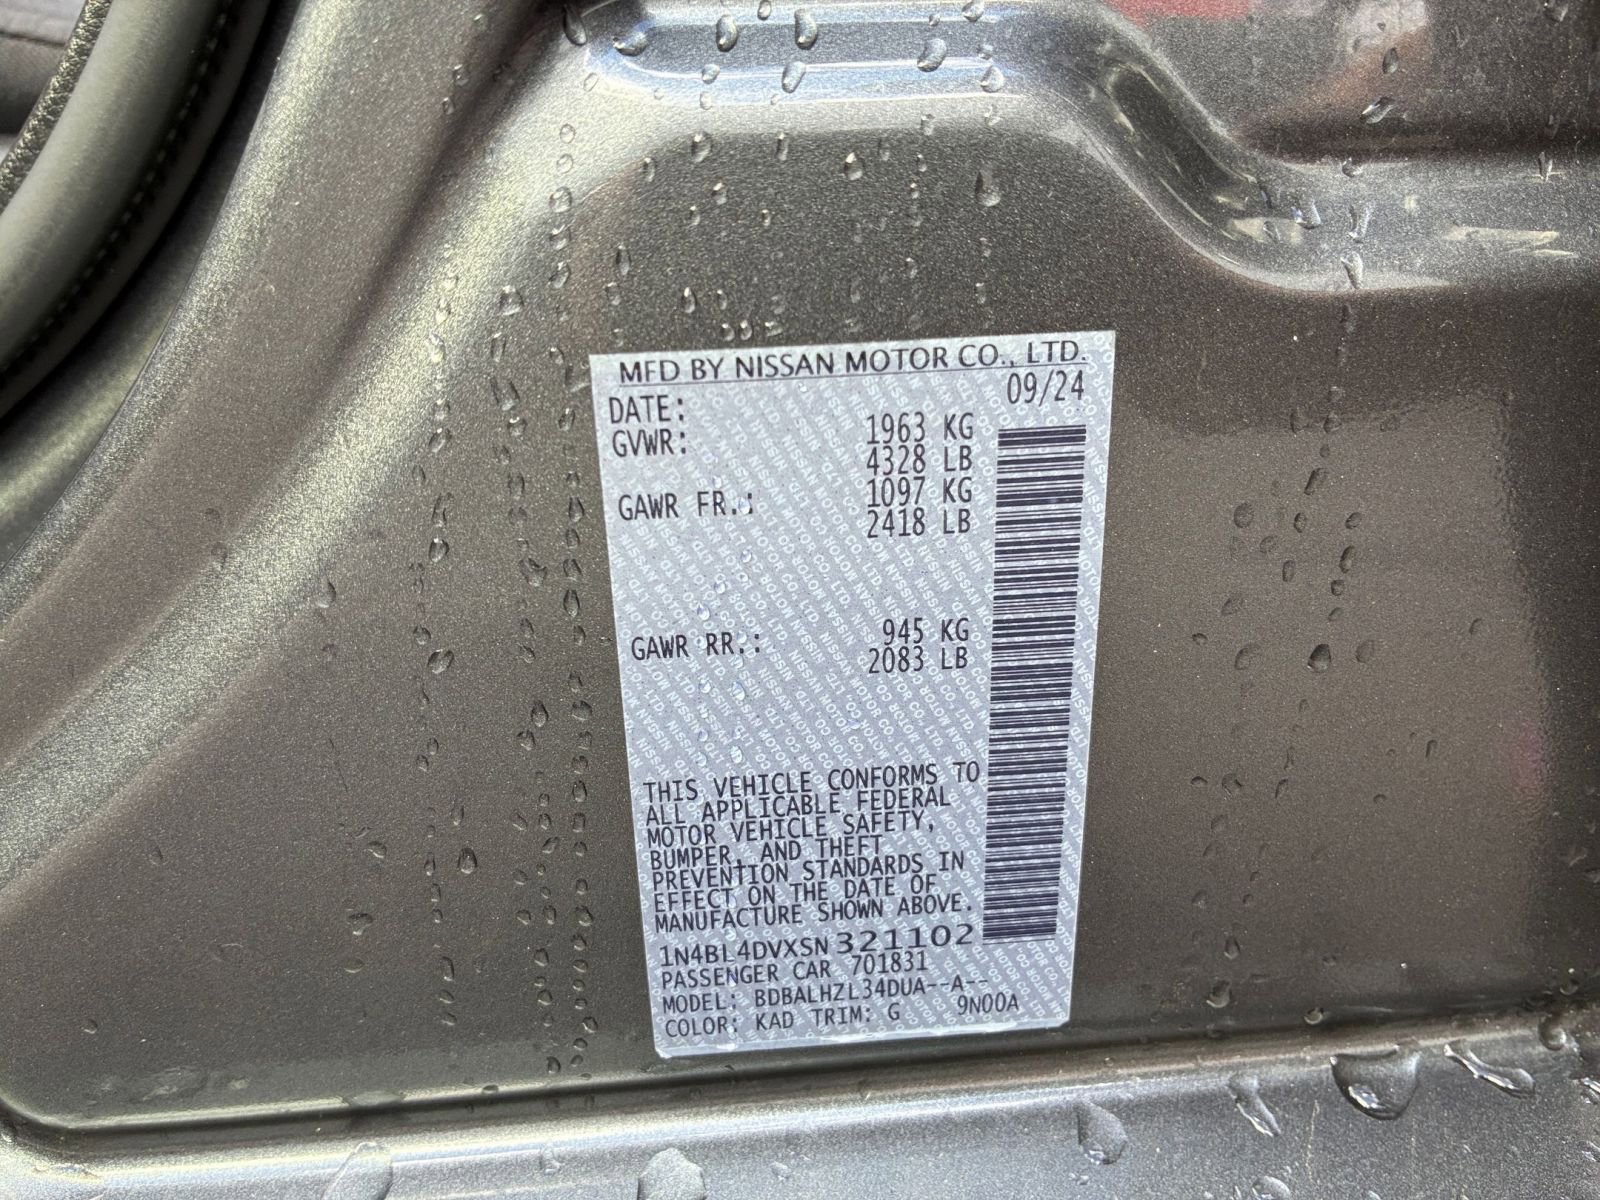 MFD BY NISSAN MOTOR CO., LTD.
DATE: 09/24
GVWR: 1963 KG
4328 LB
GAWR FR.: 1097 KG
2418 LB
GAWR RR.: 945 KG
2083 LB
THIS VEHICLE CONFORMS TO
ALL APPLICABLE FEDERAL
MOTOR VEHICLE SAFETY,
BUMPER, AND THEFT
PREVENTION STANDARDS IN
EFFECT ON THE DATE OF
MANUFACTURE SHOWN ABOVE.
1N4BL4DVXSN321102
PASSENGER CAR 701831
MODEL: BDBALHZL34DUA--A--
COLOR: KAD TRIM: G 9N00A